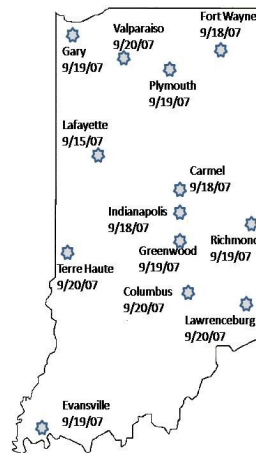 Fort Wayne
9/18/07
Valparaiso
9/20/07
Gary
9/19/07
Plymouth
9/19/07
Lafayette
9/15/07
Carmel
9/18/07
Indianapolis
9/18/07
Richmond
9/19/07
Greenwood
9/19/07
Terre Haute
9/20/07
Columbus
9/20/07
Lawrenceburg
9/20/07
Evansville
9/19/07